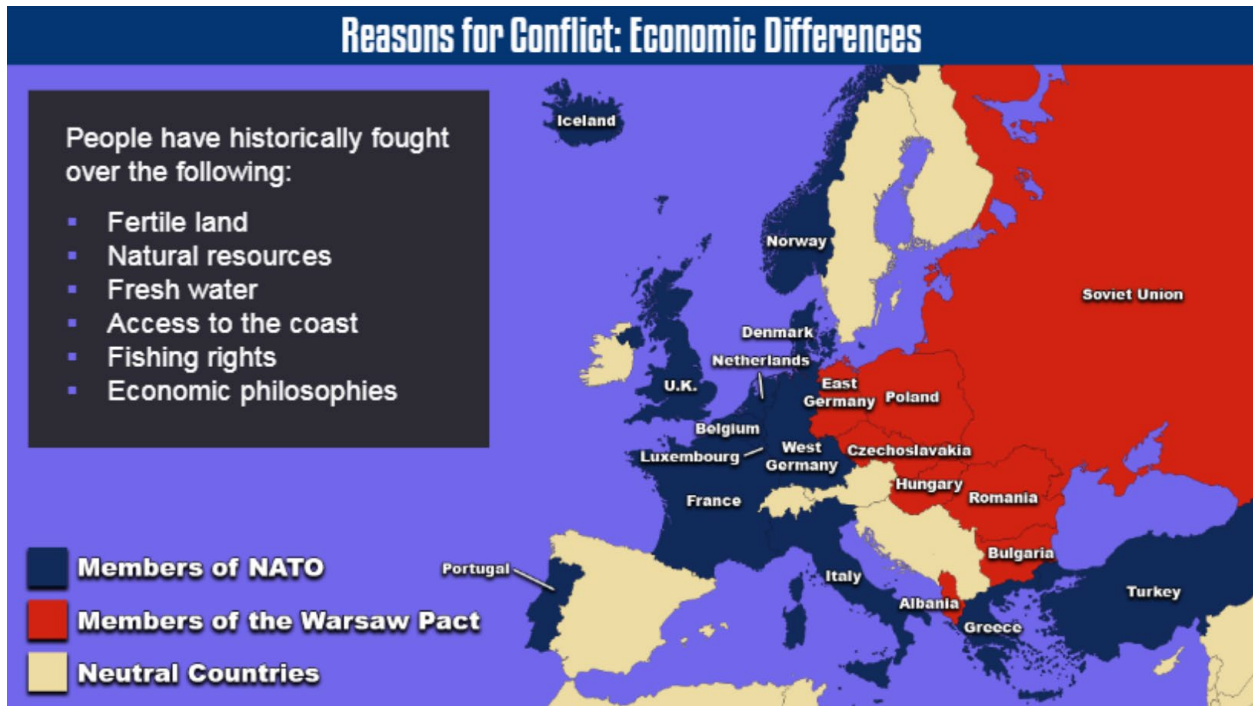 Reasons for Conflict: Economic Differences
People have historically fought
over the following:
▪ Fertile land
▪ Natural resources
▪ Fresh water
▪ Access to the coast
▪ Fishing rights
▪ Economic philosophies
Iceland
Norway
Soviet Union
Denmark
Netherlands
U.K.
East
Germany
Poland
Belgium
Luxembourg
West
Germany
Czechoslavakia
Hungary
France
Romania
Bulgaria
Portugal
Italy
Albania
Greece
Turkey
Members of NATO
Members of the Warsaw Pact
Neutral Countries